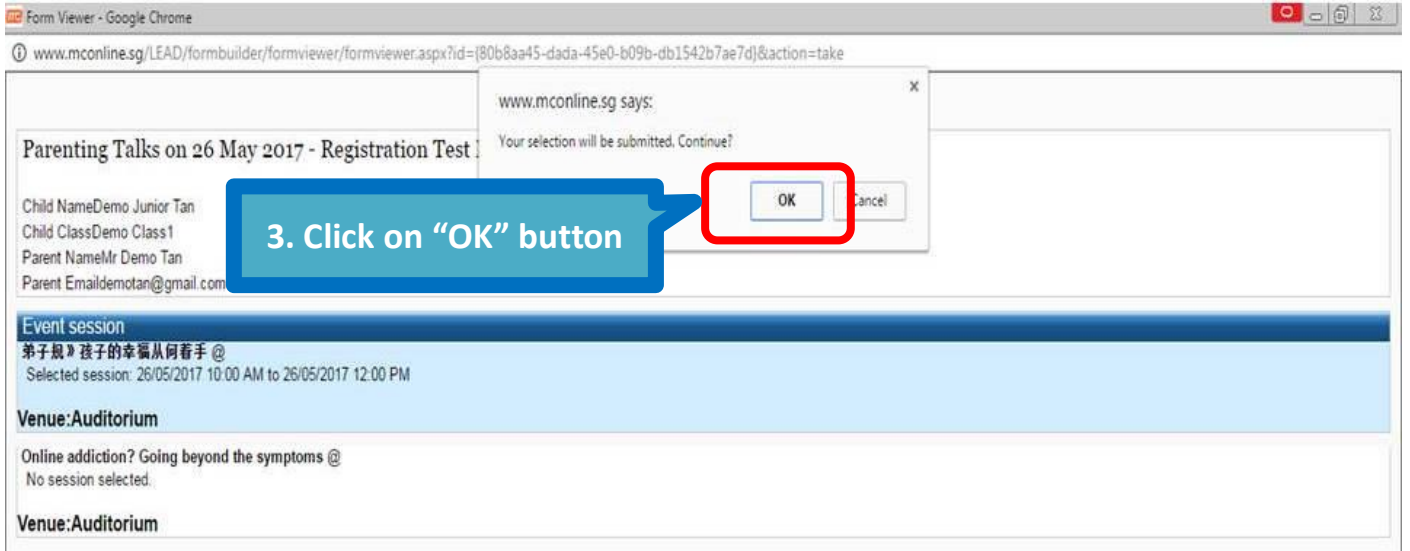 Form Viewer - Google Chrome
www.mconline.sg/LEAD/formbuilder/formviewer/formviewer.aspx?id={80b8aa45-dada-45e0-b09b-db1542b7ae7d}&action=take
www.mconline.sg says:
Your selection will be submitted. Continue?
OK
Cancel
Parenting Talks on 26 May 2017 - Registration Test
Child NameDemo Junior Tan
Child ClassDemo Class1
Parent NameMr Demo Tan
Parent Emaildemotan@gmail.com
3. Click on “OK” button
Event session
弟子规》孩子的幸福从何着手 @
Selected session: 26/05/2017 10:00 AM to 26/05/2017 12:00 PM
Venue:Auditorium
Online addiction? Going beyond the symptoms @
No session selected.
Venue:Auditorium